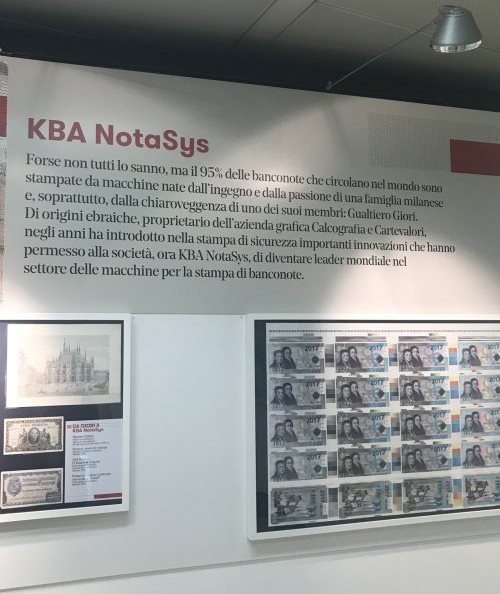 KBA NotaSys
Forse non tutti lo sanno, ma il 95% delle banconote che circolano nel mondo sono
stampate da macchine nate dall'ingegno e dalla passione di una famiglia milanese
e, soprattutto, dalla chiaroveggenza di uno dei suoi membri: Gualtiero Giori.
Di origini ebraiche, proprietario dell'azienda grafica Calcografia e Cartevalori,
negli anni ha introdotto nella stampa di sicurezza importanti innovazioni che hanno
permesso alla società, ora KBA NotaSys, di diventare leader mondiale nel
settore delle macchine per la stampa di banconote.
DA GIORI A
KBA NotaSys
2017 2017 2017 2017